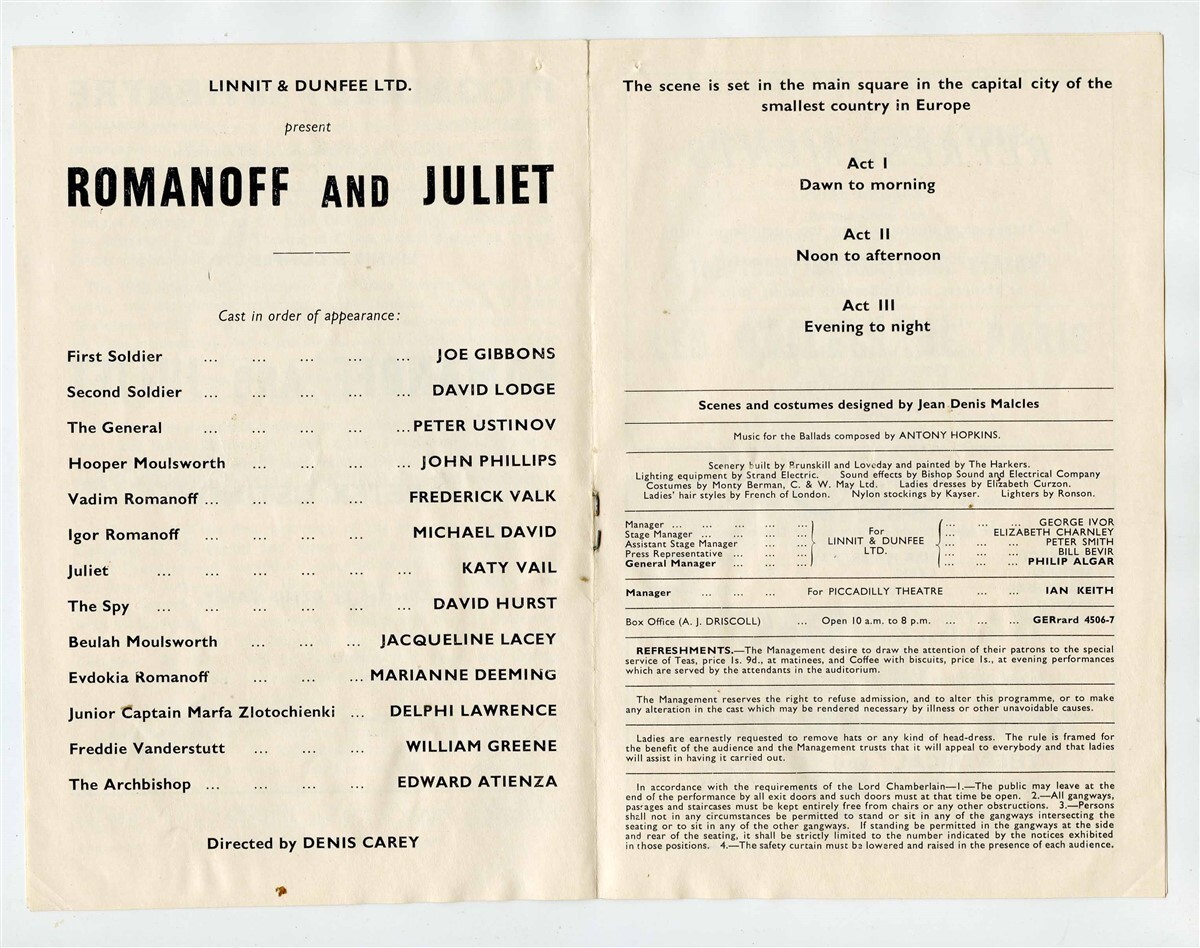 LINNIT & DUNFEE LTD.
present
ROMANOFF AND JULIET
Cast in order of appearance:
First Soldier ... ... ... ... ... JOE GIBBONS
Second Soldier ... ... ... ... ... DAVID LODGE
The General ... ... ... ... ... PETER USTINOV
Hooper Moulsworth ... ... ... ... JOHN PHILLIPS
Vadim Romanoff ... ... ... ... ... FREDERICK VALK
Igor Romanoff ... ... ... ... ... MICHAEL DAVID
Juliet ... ... ... ... ... ... KATY VAIL
The Spy ... ... ... ... ... ... DAVID HURST
Beulah Moulsworth ... ... ... JACQUELINE LACEY
Evdokia Romanoff ... ... ... MARIANNE DEEMING
Junior Captain Marfa Zlotochienki ... DELPHI LAWRENCE
Freddie Vanderstutt ... ... ... WILLIAM GREENE
The Archbishop ... ... ... ... EDWARD ATIENZA
Directed by DENIS CAREY
The scene is set in the main square in the capital city of the
smallest country in Europe
Act I
Dawn to morning
Act II
Noon to afternoon
Act III
Evening to night
Scenes and costumes designed by Jean Denis Malcles
Music for the Ballads composed by ANTONY HOPKINS.
Scenery built by Brunskill and Loveday and painted by The Harkers.
Lighting equipment by Strand Electric. Sound effects by Bishop Sound and Electrical Company
Costumes by Monty Berman, C. & W. May Ltd. Ladies dresses by Elizabeth Curzon.
Ladies' hair styles by French of London. Nylon stockings by Kayser. Lighters by Ronson.
Manager ... ... ... ... ... ... ... ... GEORGE IVOR
Stage Manager ... ... ... ... For ... ELIZABETH CHARNLEY
Assistant Stage Manager ... ... LINNIT & DUNFEE ... ... ... PETER SMITH
Press Representative ... ... ... LTD. ... ... ... BILL BEVIR
General Manager ... ... ... ... ... ... PHILIP ALGAR
Manager ... ... ... For PICCADILLY THEATRE ... ... IAN KEITH
Box Office (A. J. DRISCOLL) ... Open 10 a.m. to 8 p.m. ... ... ... GERrard 4506-7
REFRESHMENTS.—The Management desire to draw the attention of their patrons to the special
service of Teas, price 1s. 9d., at matinees, and Coffee with biscuits, price 1s., at evening performances
which are served by the attendants in the auditorium.
The Management reserves the right to refuse admission, and to alter this programme, or to make
any alteration in the cast which may be rendered necessary by illness or other unavoidable causes.
Ladies are earnestly requested to remove hats or any kind of head-dress. The rule is framed for
the benefit of the audience and the Management trusts that it will appeal to everybody and that ladies
will assist in having it carried out.
In accordance with the requirements of the Lord Chamberlain—1.—The public may leave at the
end of the performance by all exit doors and such doors must at that time be open. 2.—All gangways,
passages and staircases must be kept entirely free from chairs or any other obstructions. 3.—Persons
shall not in any circumstances be permitted to stand or sit in any of the gangways intersecting the
seating or to sit in any of the other gangways. If standing be permitted in the gangways at the side
and rear of the seating, it shall be strictly limited to the number indicated by the notices exhibited
in those positions. 4.—The safety curtain must be lowered and raised in the presence of each audience.